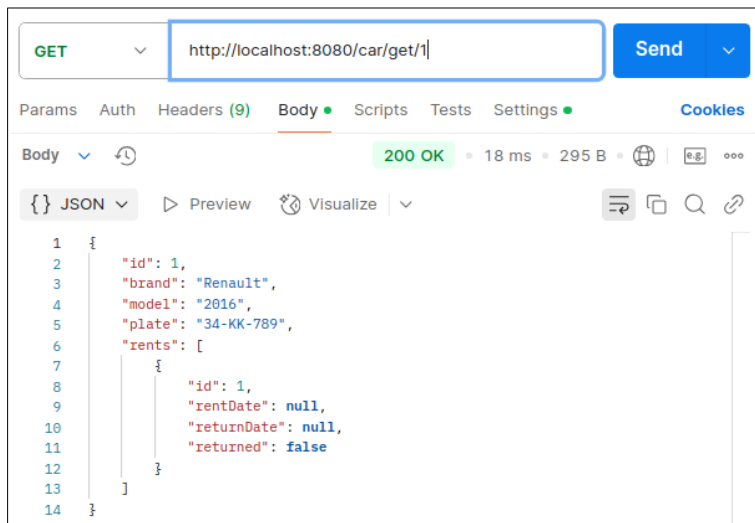 GET http://localhost:8080/car/get/1 Send
Params Auth Headers (9) Body Scripts Tests Settings Cookies
Body 200 OK 18 ms 295 B e.g.
{} JSON Preview Visualize
1 {
2 "id": 1,
3 "brand": "Renault",
4 "model": "2016",
5 "plate": "34-KK-789",
6 "rents": [
7 {
8 "id": 1,
9 "rentDate": null,
10 "returnDate": null,
11 "returned": false
12 }
13 ]
14 }